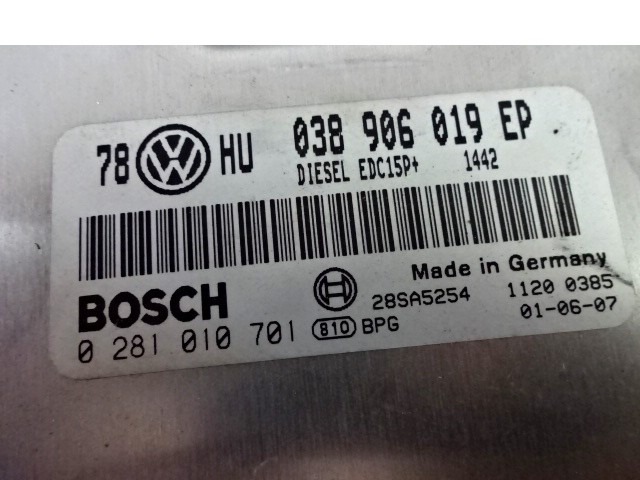 78 VW HU 038 906 019 EP
DIESEL EDC15P+ 1442
BOSCH Made in Germany
28SA5254 1120 0385
0 281 010 701 810 BPG 01-06-07